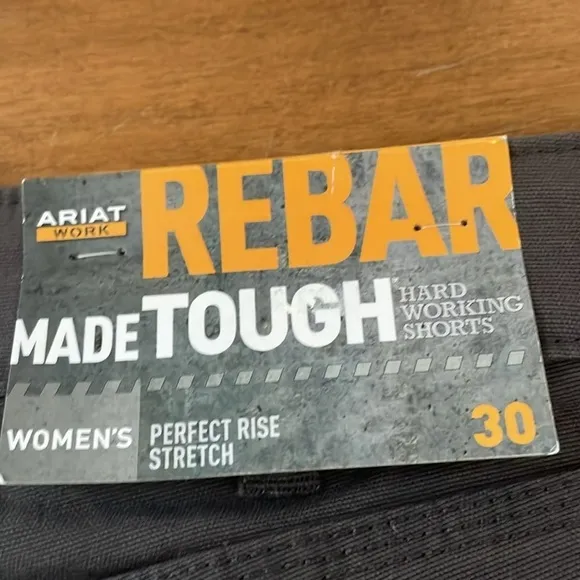 ARIAT
WORK
REBAR
MADE TOUGH
HARD
WORKING
SHORTS
WOMEN'S
PERFECT RISE
STRETCH
30